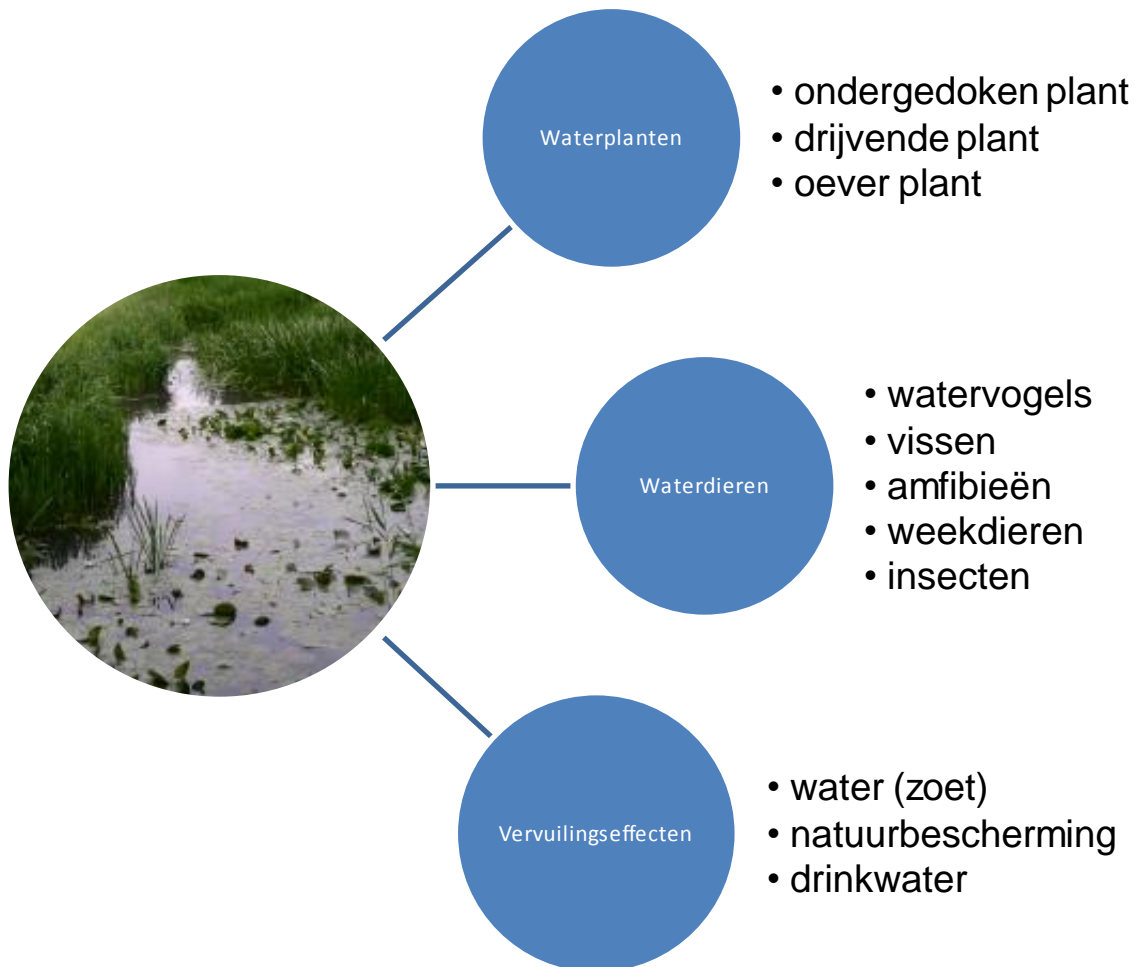 Waterplanten
• ondergedoken plant
• drijvende plant
• oever plant
Waterdieren
• watervogels
• vissen
• amfibieën
• weekdieren
• insecten
Vervuilingseffecten
• water (zoet)
• natuurbescherming
• drinkwater